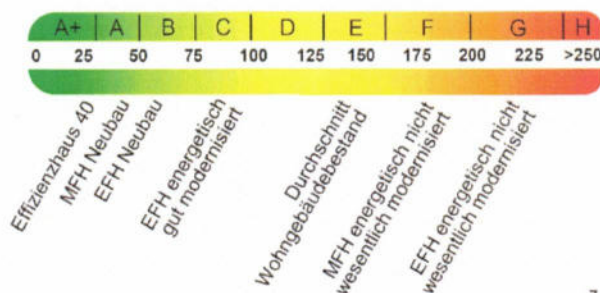 A+ A B C D E F G H
0 25 50 75 100 125 150 175 200 225 >250
Effizienzhaus 40
MFH Neubau
EFH Neubau
EFH energetisch
gut modernisiert
Durchschnitt
Wohngebäudebestand
MFH energetisch nicht
wesentlich modernisiert
EFH energetisch nicht
wesentlich modernisiert